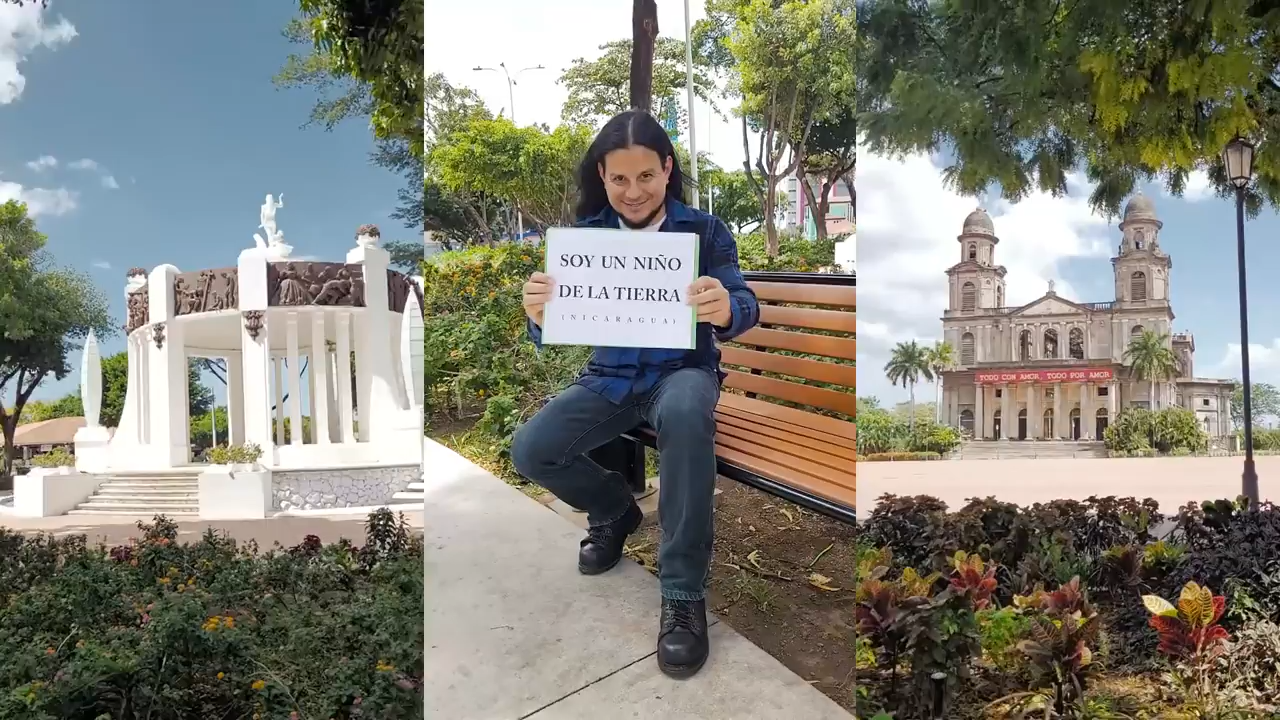 SOY UN NIÑO
DE LA TIERRA
(NICARAGUA)
TODO CON AMOR, TODO POR AMOR